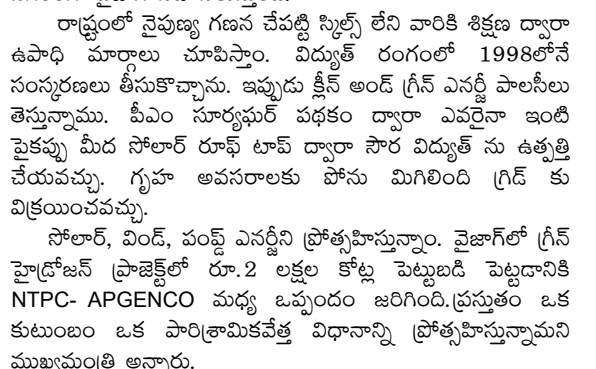 రాష్ట్రంలో నైపుణ్య గణన చేపట్టి స్కిల్స్ లేని వారికి శిక్షణ ద్వారా
ఉపాధి మార్గాలు చూపిస్తాం. విద్యుత్ రంగంలో 1998లోనే
సంస్కరణలు తీసుకొచ్చాను. ఇప్పుడు క్లీన్ అండ్ గ్రీన్ ఎనర్జీ పాలసీలు
తెస్తున్నాము. పీఎం సూర్యఘర్ పథకం ద్వారా ఎవరైనా ఇంటి
పైకప్పు మీద సోలార్ రూఫ్ టాప్ ద్వారా సౌర విద్యుత్ ను ఉత్పత్తి
చేయవచ్చు. గృహ అవసరాలకు పోను మిగిలింది గ్రిడ్ కు
విక్రయించవచ్చు.
సోలార్, విండ్, పంప్డ్ ఎనర్జీని ప్రోత్సహిస్తున్నాం. వైజాగ్‌లో గ్రీన్
హైడ్రోజన్ ప్రాజెక్ట్‌లో రూ.2 లక్షల కోట్ల పెట్టుబడి పెట్టడానికి
NTPC- APGENCO మధ్య ఒప్పందం జరిగింది.ప్రస్తుతం ఒక
కుటుంబం ఒక పారిశ్రామికవేత్త విధానాన్ని ప్రోత్సహిస్తున్నామని
ముఖ్యమంత్రి అన్నారు.